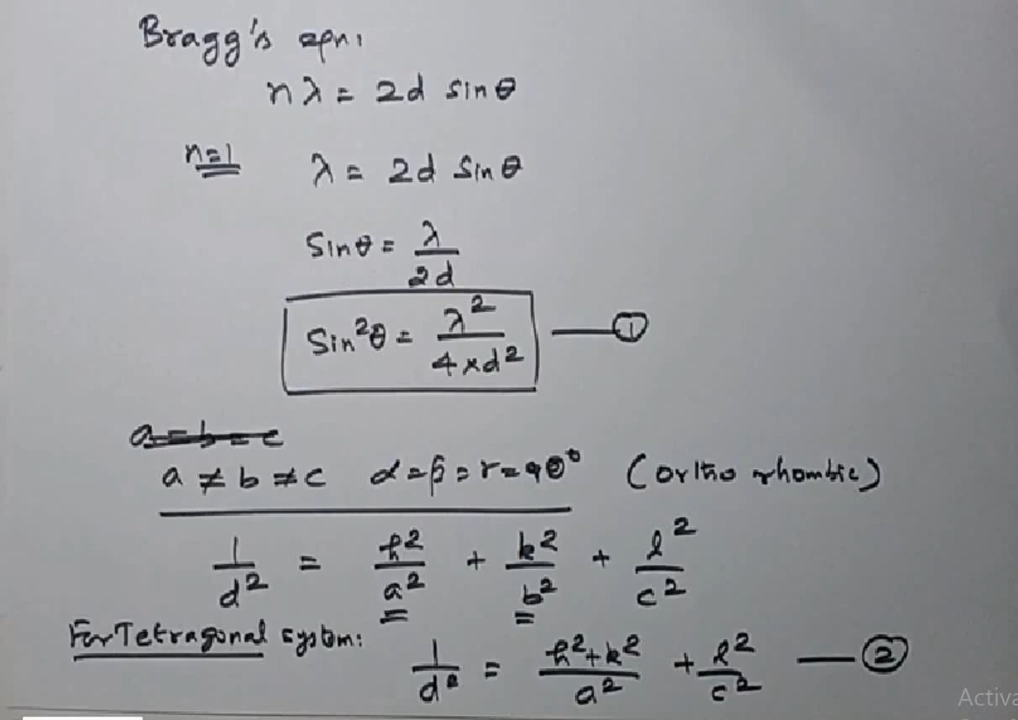 Bragg's eqn:
nλ = 2d sinθ
n=1 λ = 2d Sinθ
Sinθ = λ/2d
Sin²θ = λ²/4×d² — ①
a=b=c
a ≠ b ≠ c α=β=γ=90° (Ortho rhombic)
1/d² = h²/a² + k²/b² + l²/c²
For Tetragonal system: 1/d² = h²+k²/a² + l²/c² — ②
Activa